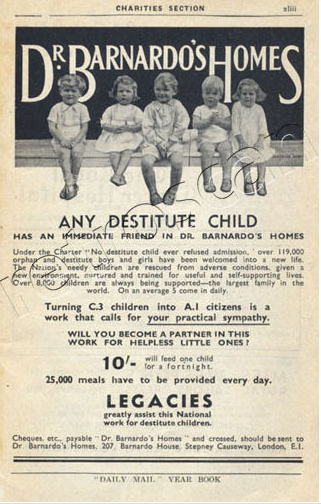 CHARITIES SECTION xliii
DR BARNARDO'S HOMES
ANY DESTITUTE CHILD
HAS AN IMMEDIATE FRIEND IN DR. BARNARDO'S HOMES
Under the Charter "No destitute child ever refused admission," over 119,000
orphan and destitute boys and girls have been welcomed into a new life.
The Nation's needy children are rescued from adverse conditions, given a
new environment, nurtured and trained for useful and self-supporting lives.
Over 8,000 children are always being supported—the largest family in the
world. On an average 5 come in daily.
Turning C.3 children into A.1 citizens is a
work that calls for your practical sympathy.
WILL YOU BECOME A PARTNER IN THIS
WORK FOR HELPLESS LITTLE ONES?
10/- will feed one child
for a fortnight.
25,000 meals have to be provided every day.
LEGACIES
greatly assist this National
work for destitute children.
Cheques, etc., payable "Dr. Barnardo's Homes" and crossed, should be sent to
Dr. Barnardo's Homes, 207, Barnardo House, Stepney Causeway, London, E.1.
"DAILY MAIL" YEAR BOOK